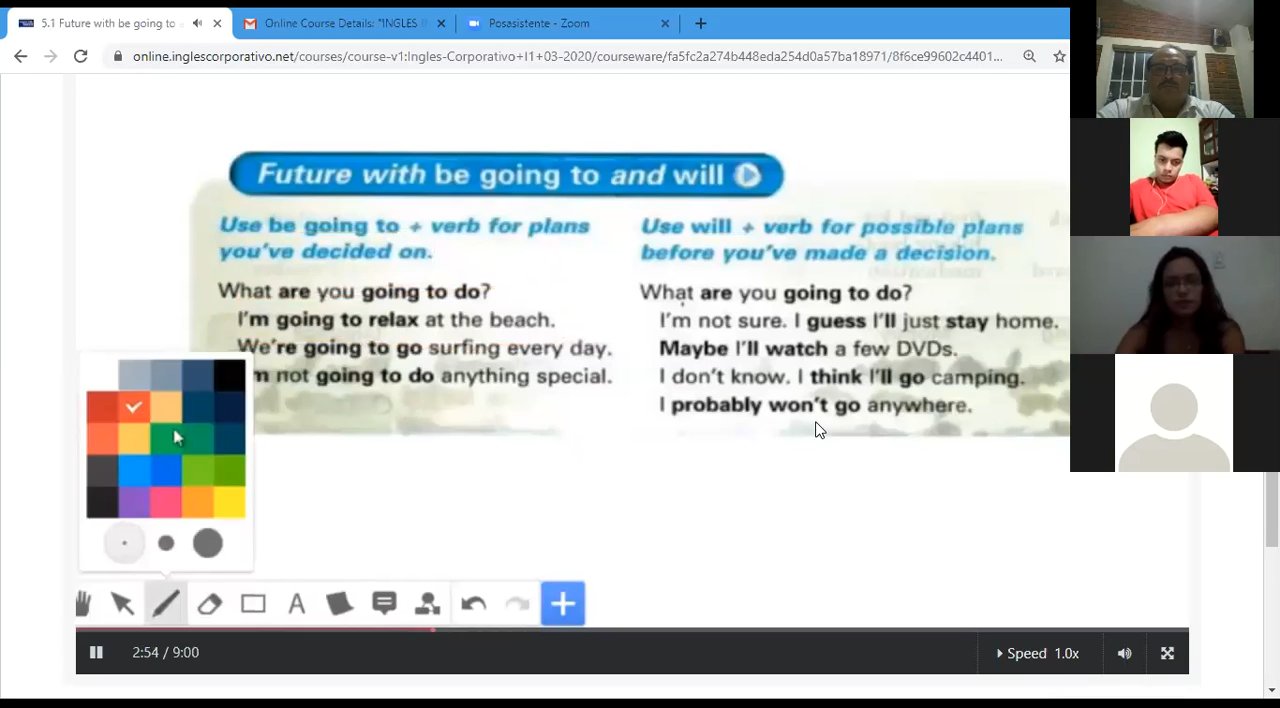 5.1 Future with be going to
Online Course Details: "INGLES I
Posasistente - Zoom
online.inglescorporativo.net/courses/course-v1:Ingles-Corporativo+I1+03-2020/courseware/fa5fc2a274b448eda254d0a57ba18971/8f6ce99602c4401...
Future with be going to and will
Use be going to + verb for plans
you've decided on.
What are you going to do?
I'm going to relax at the beach.
We're going to go surfing every day.
m not going to do anything special.
Use will + verb for possible plans
before you've made a decision.
What are you going to do?
I'm not sure. I guess I'll just stay home.
Maybe I'll watch a few DVDs.
I don't know. I think I'll go camping.
I probably won't go anywhere.
A
2:54 / 9:00
Speed 1.0x